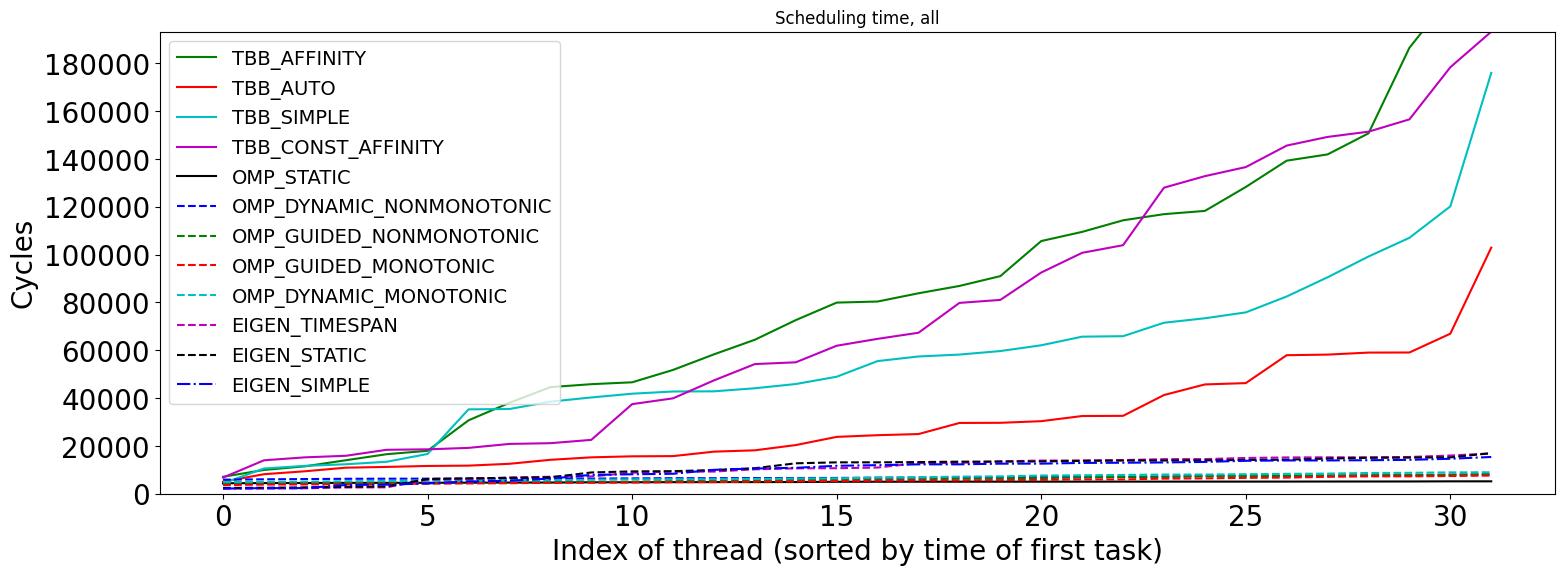 Scheduling time, all
Cycles
180000
160000
140000
120000
100000
80000
60000
40000
20000
0
TBB_AFFINITY
TBB_AUTO
TBB_SIMPLE
TBB_CONST_AFFINITY
OMP_STATIC
OMP_DYNAMIC_NONMONOTONIC
OMP_GUIDED_NONMONOTONIC
OMP_GUIDED_MONOTONIC
OMP_DYNAMIC_MONOTONIC
EIGEN_TIMESPAN
EIGEN_STATIC
EIGEN_SIMPLE
0 5 10 15 20 25 30
Index of thread (sorted by time of first task)